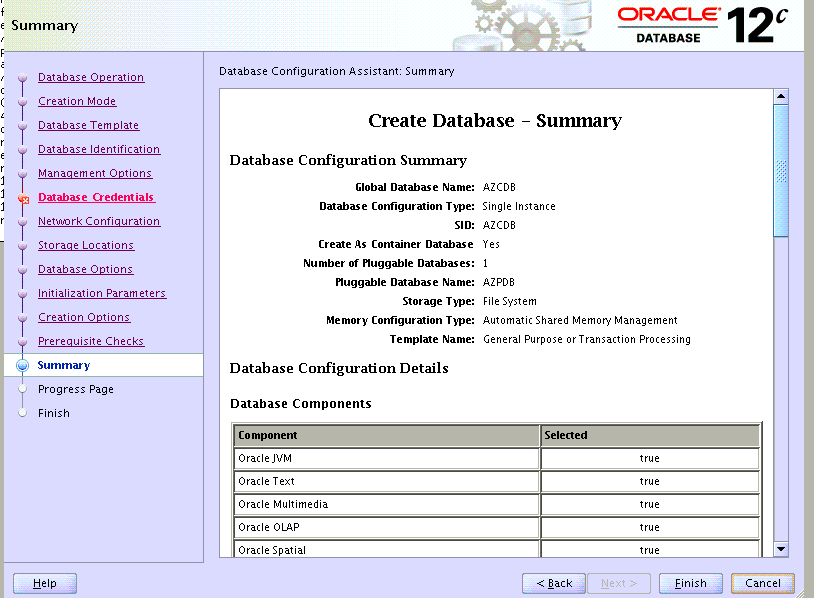 Summary
ORACLE
DATABASE
12c
Database Operation
Creation Mode
Database Template
Database Identification
Management Options
Database Credentials
Network Configuration
Storage Locations
Database Options
Initialization Parameters
Creation Options
Prerequisite Checks
Summary
Progress Page
Finish
Database Configuration Assistant: Summary
Create Database - Summary
Database Configuration Summary
Global Database Name: AZCDB
Database Configuration Type: Single Instance
SID: AZCDB
Create As Container Database Yes
Number of Pluggable Databases: 1
Pluggable Database Name: AZPDB
Storage Type: File System
Memory Configuration Type: Automatic Shared Memory Management
Template Name: General Purpose or Transaction Processing
Database Configuration Details
Database Components
Component Selected
Oracle JVM true
Oracle Text true
Oracle Multimedia true
Oracle OLAP true
Oracle Spatial true
Help
< Back
Next >
Finish
Cancel